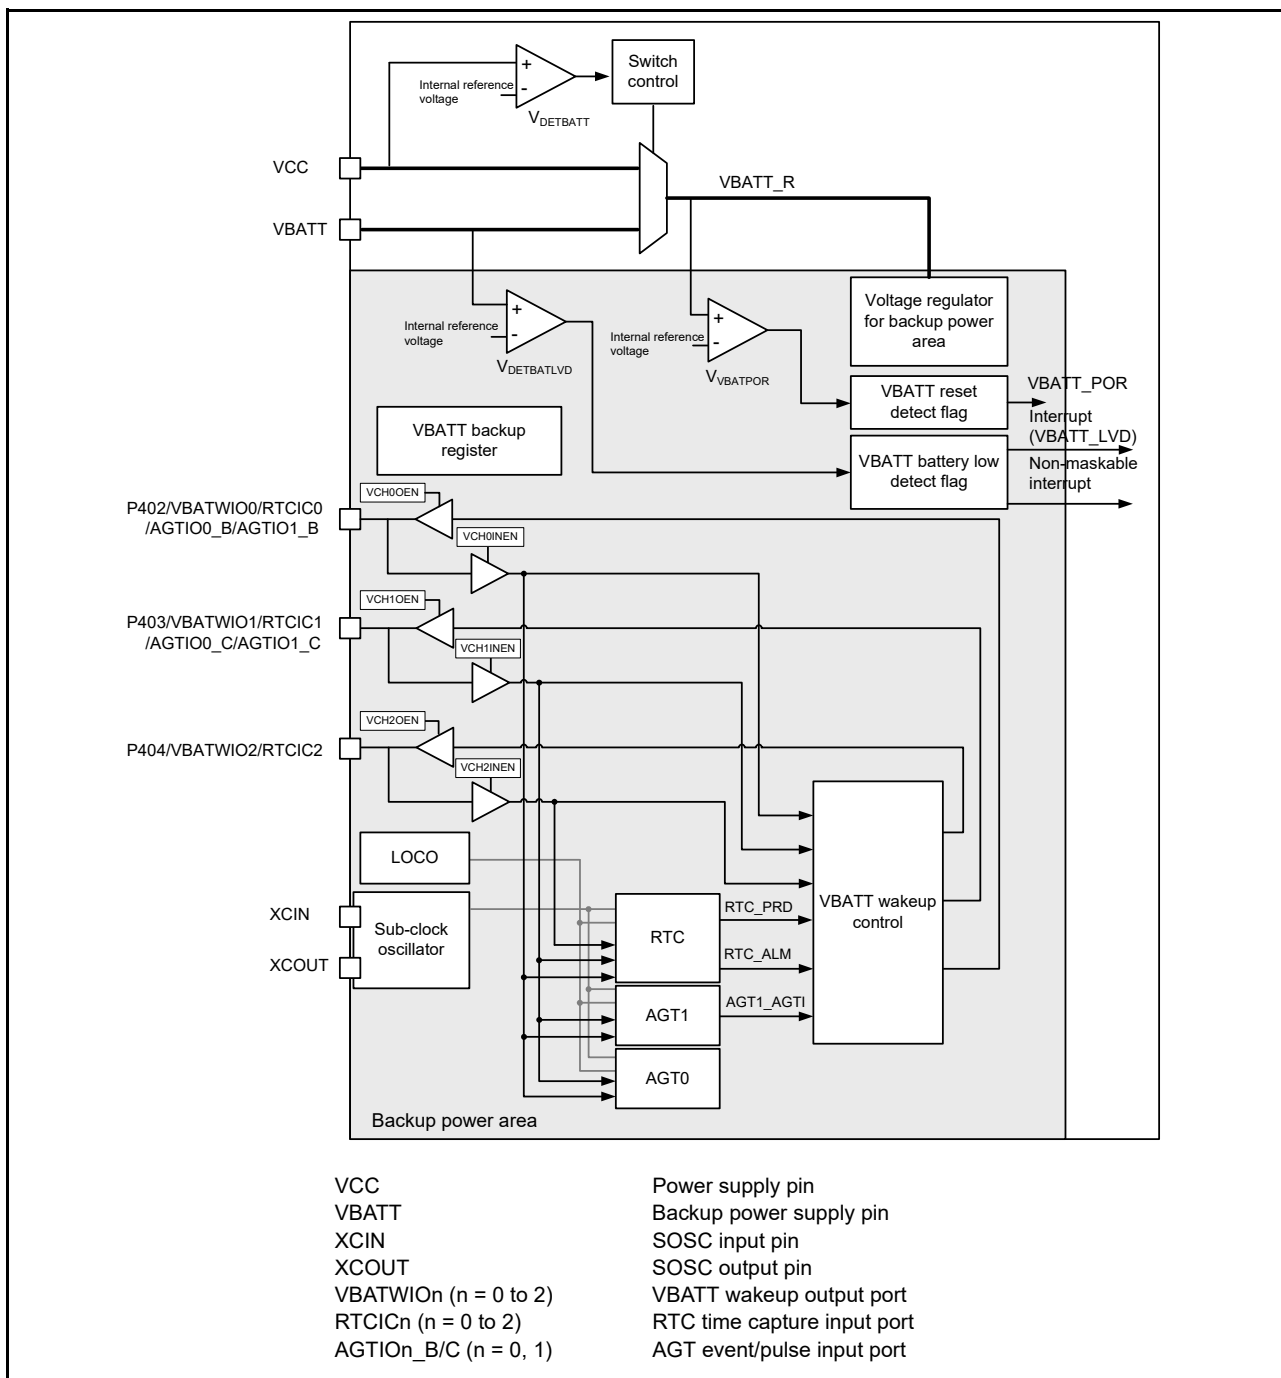 Switch
control
+
-
Internal reference
voltage
VDETBATT
VCC
VBATT_R
VBATT
Voltage regulator
for backup power
area
+
-
Internal reference
voltage
VDETBATLVD
+
-
Internal reference
voltage
VVBATPOR
VBATT reset
detect flag
VBATT_POR
Interrupt
(VBATT_LVD)
VBATT backup
register
VBATT battery low
detect flag
Non-maskable
interrupt
VCH0OEN
P402/VBATWIO0/RTCIC0
/AGTIO0_B/AGTIO1_B
VCH0INEN
VCH1OEN
P403/VBATWIO1/RTCIC1
/AGTIO0_C/AGTIO1_C
VCH1INEN
VCH2OEN
P404/VBATWIO2/RTCIC2
VCH2INEN
LOCO
VBATT wakeup
control
XCIN
Sub-clock
oscillator
XCOUT
RTC
RTC_PRD
RTC_ALM
AGT1
AGT1_AGTI
AGT0
Backup power area
VCC Power supply pin
VBATT Backup power supply pin
XCIN SOSC input pin
XCOUT SOSC output pin
VBATWIOn (n = 0 to 2) VBATT wakeup output port
RTCICn (n = 0 to 2) RTC time capture input port
AGTIOn_B/C (n = 0, 1) AGT event/pulse input port